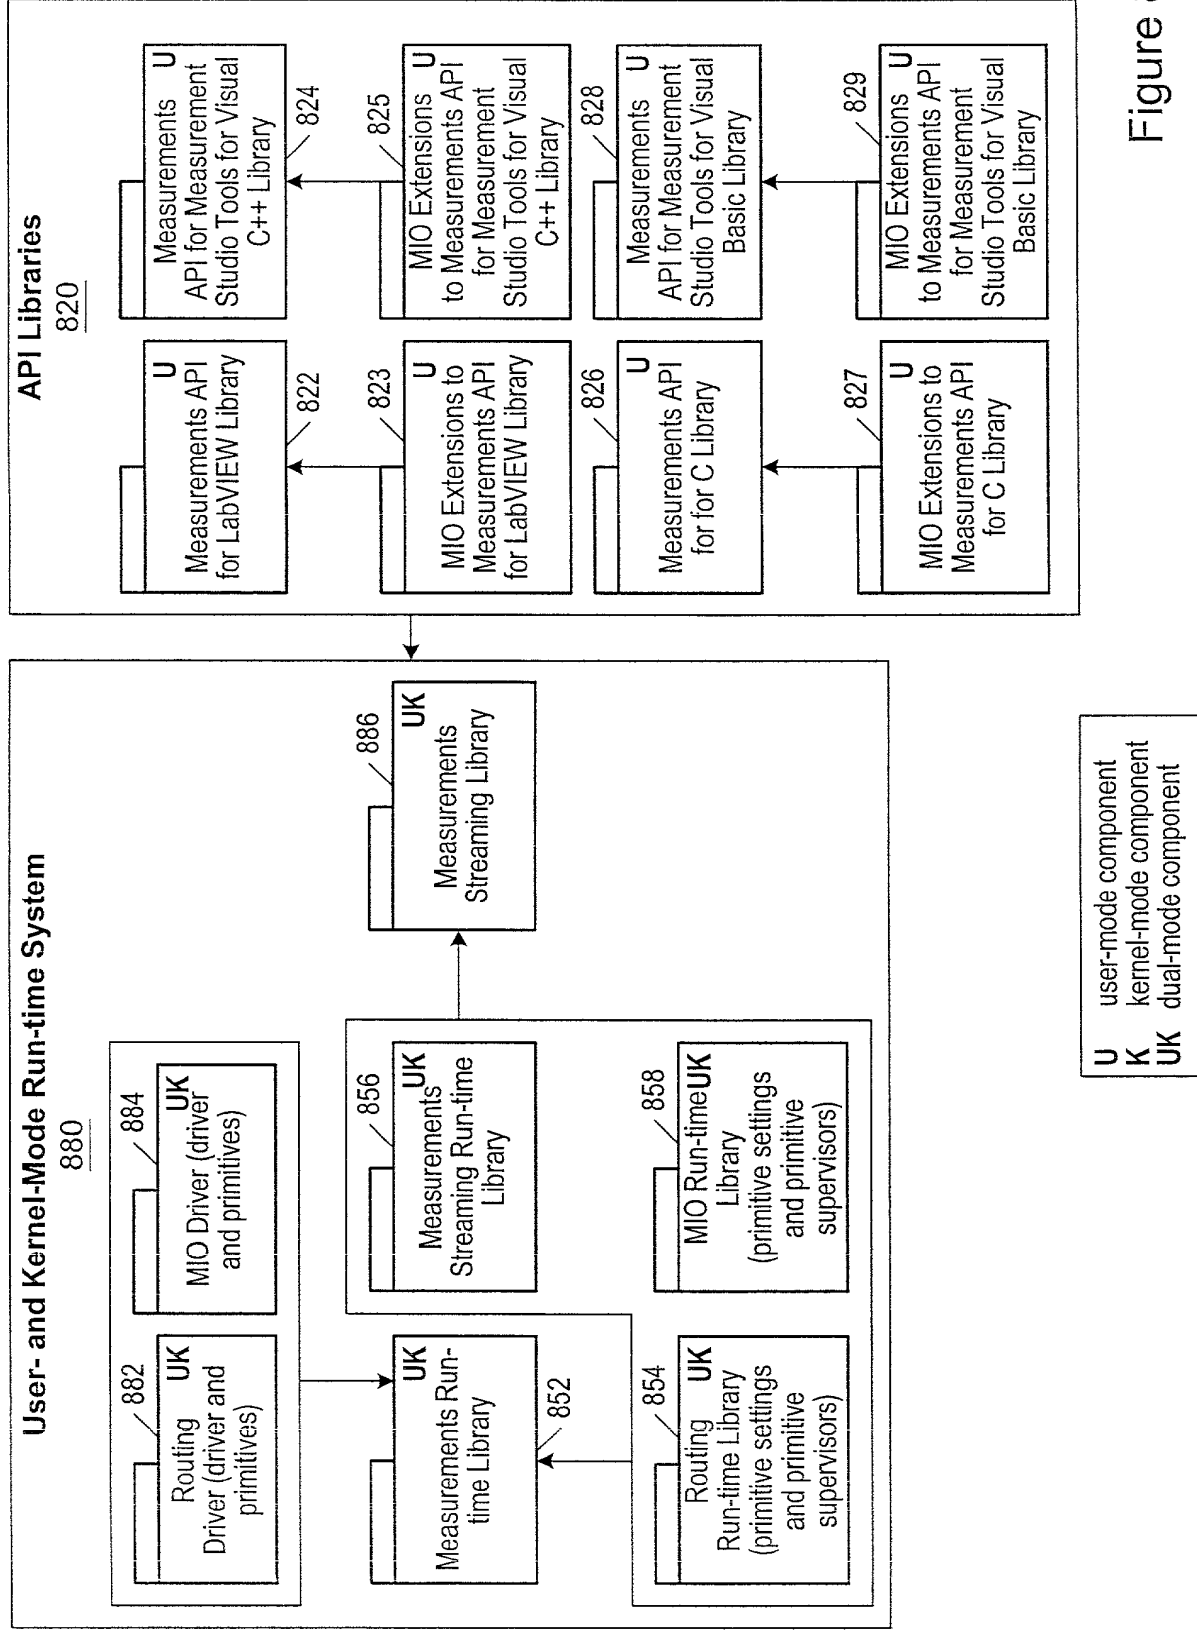 User- and Kernel-Mode Run-time System
880
882
Routing UK
Driver (driver and
primitives)
884
MIO Driver (driver UK
and primitives)
Measurements Run- UK
time Library
852
856
Measurements UK
Streaming Run-time
Library
886
Measurements UK
Streaming Library
854
Routing UK
Run-time Library
(primitive settings
and primitive
supervisors)
858
MIO Run-time UK
Library
(primitive settings
and primitive
supervisors)
API Libraries
820
U
Measurements API
for LabVIEW Library
822
Measurements U
API for Measurement
Studio Tools for Visual
C++ Library
824
823
U
MIO Extensions to
Measurements API
for LabVIEW Library
825
MIO Extensions U
to Measurements API
for Measurement
Studio Tools for Visual
C++ Library
826
U
Measurements API
for for C Library
828
Measurements U
API for Measurement
Studio Tools for Visual
Basic Library
827
U
MIO Extensions to
Measurements API
for C Library
829
MIO Extensions U
to Measurements API
for Measurement
Studio Tools for Visual
Basic Library
U user-mode component
K kernel-mode component
UK dual-mode component
Figure